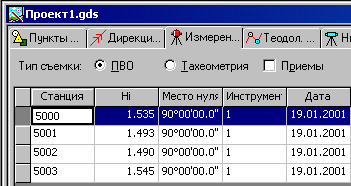 Проект1.gds
Пункты ... Дирекци... Измерен... Теодол. ... Ни
Тип съемки: ПВО Тахеометрия Приемы
Станция Hi Место нуля Инструмент Дата
5000 1.535 90°00'00.0" 1 19.01.2001
5001 1.493 90°00'00.0" 1 19.01.2001
5002 1.490 90°00'00.0" 1 19.01.2001
5003 1.545 90°00'00.0" 1 19.01.2001